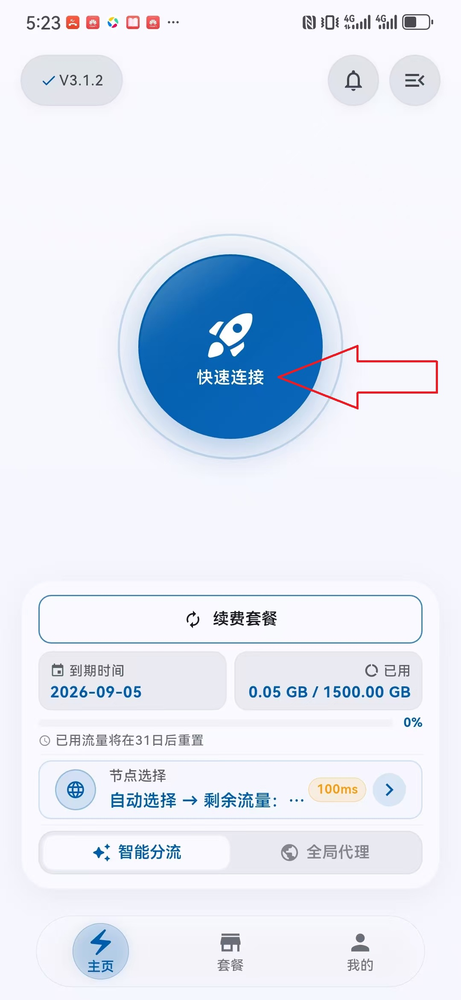 5:23
4G
4G
V3.1.2
快速连接
续费套餐
到期时间
已用
2026-09-05
0.05 GB / 1500.00 GB
0%
已用流量将在31日后重置
节点选择
自动选择 → 剩余流量： ...
100ms
智能分流
全局代理
主页
套餐
我的